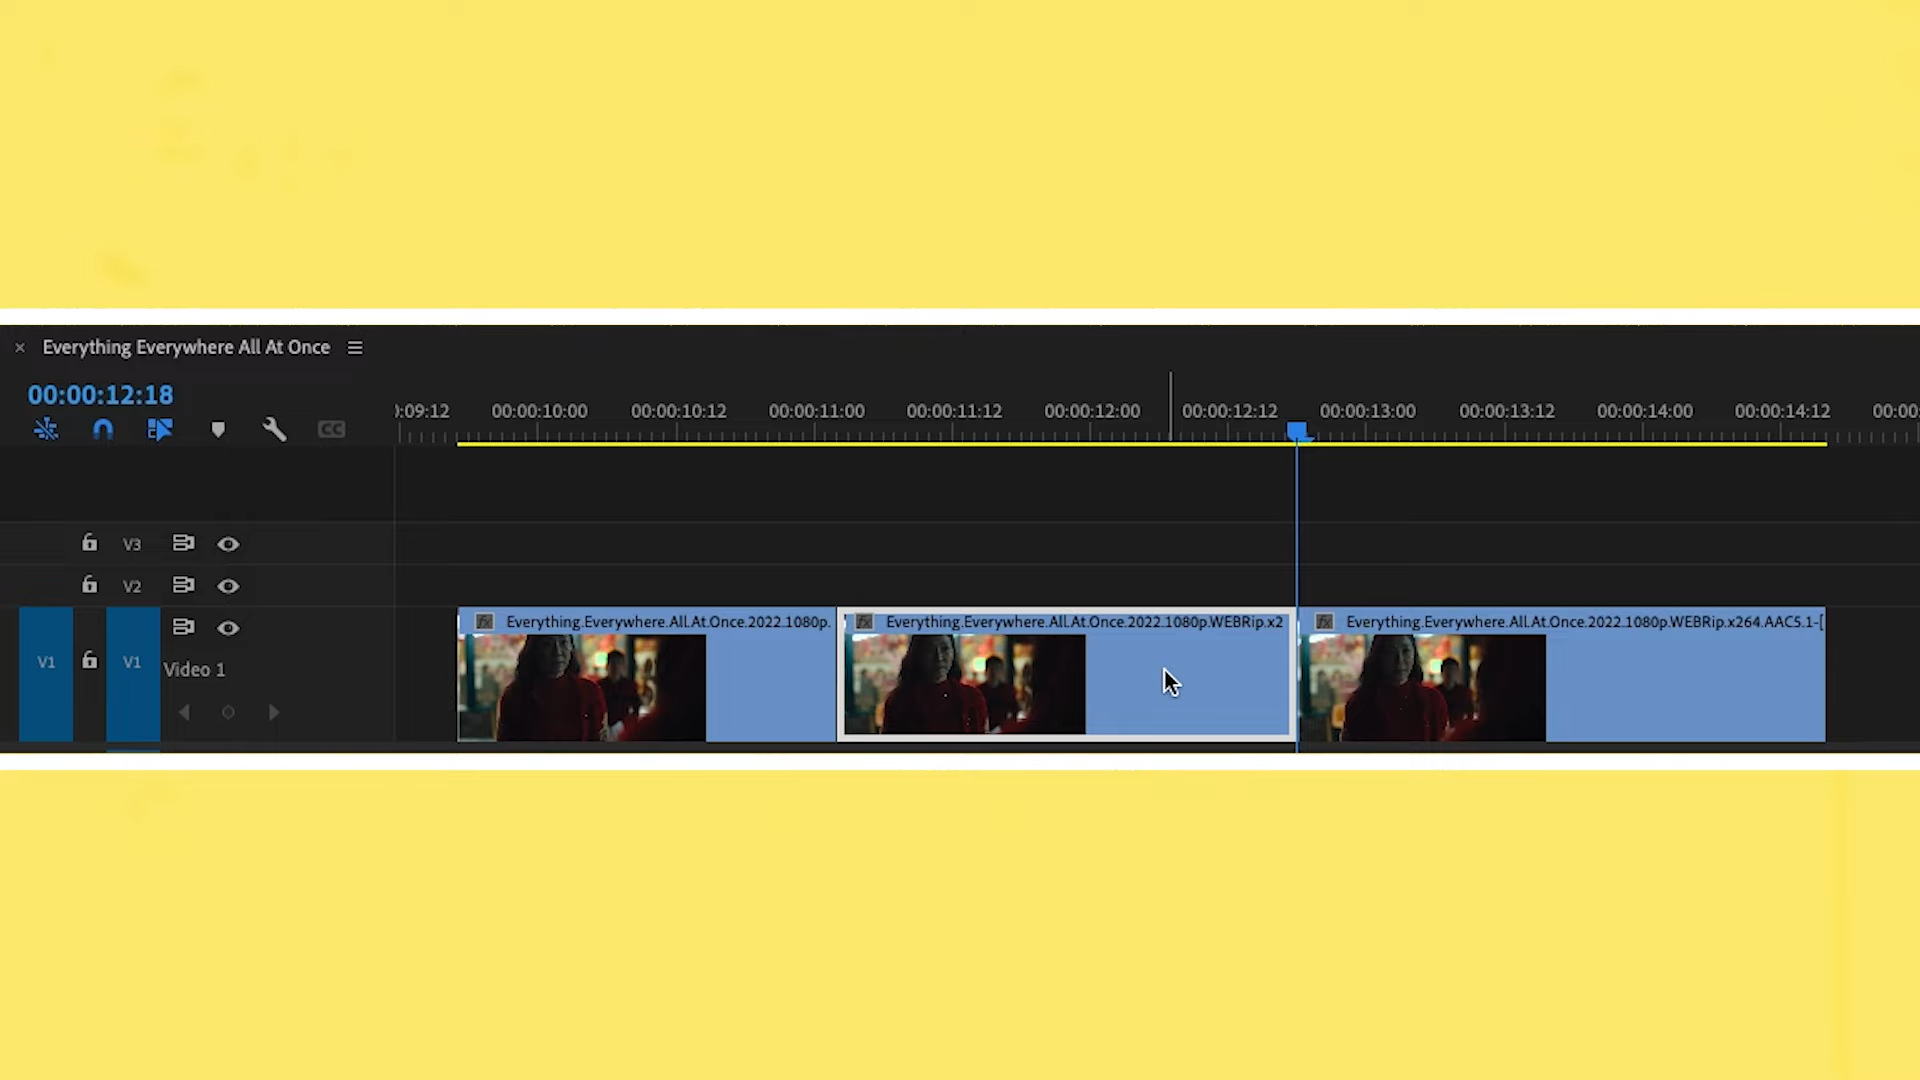 × Everything Everywhere All At Once
00:00:12:18
:09:12 00:00:10:00 00:00:10:12 00:00:11:00 00:00:11:12 00:00:12:00 00:00:12:12 00:00:13:00 00:00:13:12 00:00:14:00 00:00:14:12 00:00
CC
V3
V2
fx Everything.Everywhere.All.At.Once.2022.1080p. fx Everything.Everywhere.All.At.Once.2022.1080p.WEBRip.x2 fx Everything.Everywhere.All.At.Once.2022.1080p.WEBRip.x264.AAC5.1-[
V1 V1 Video 1